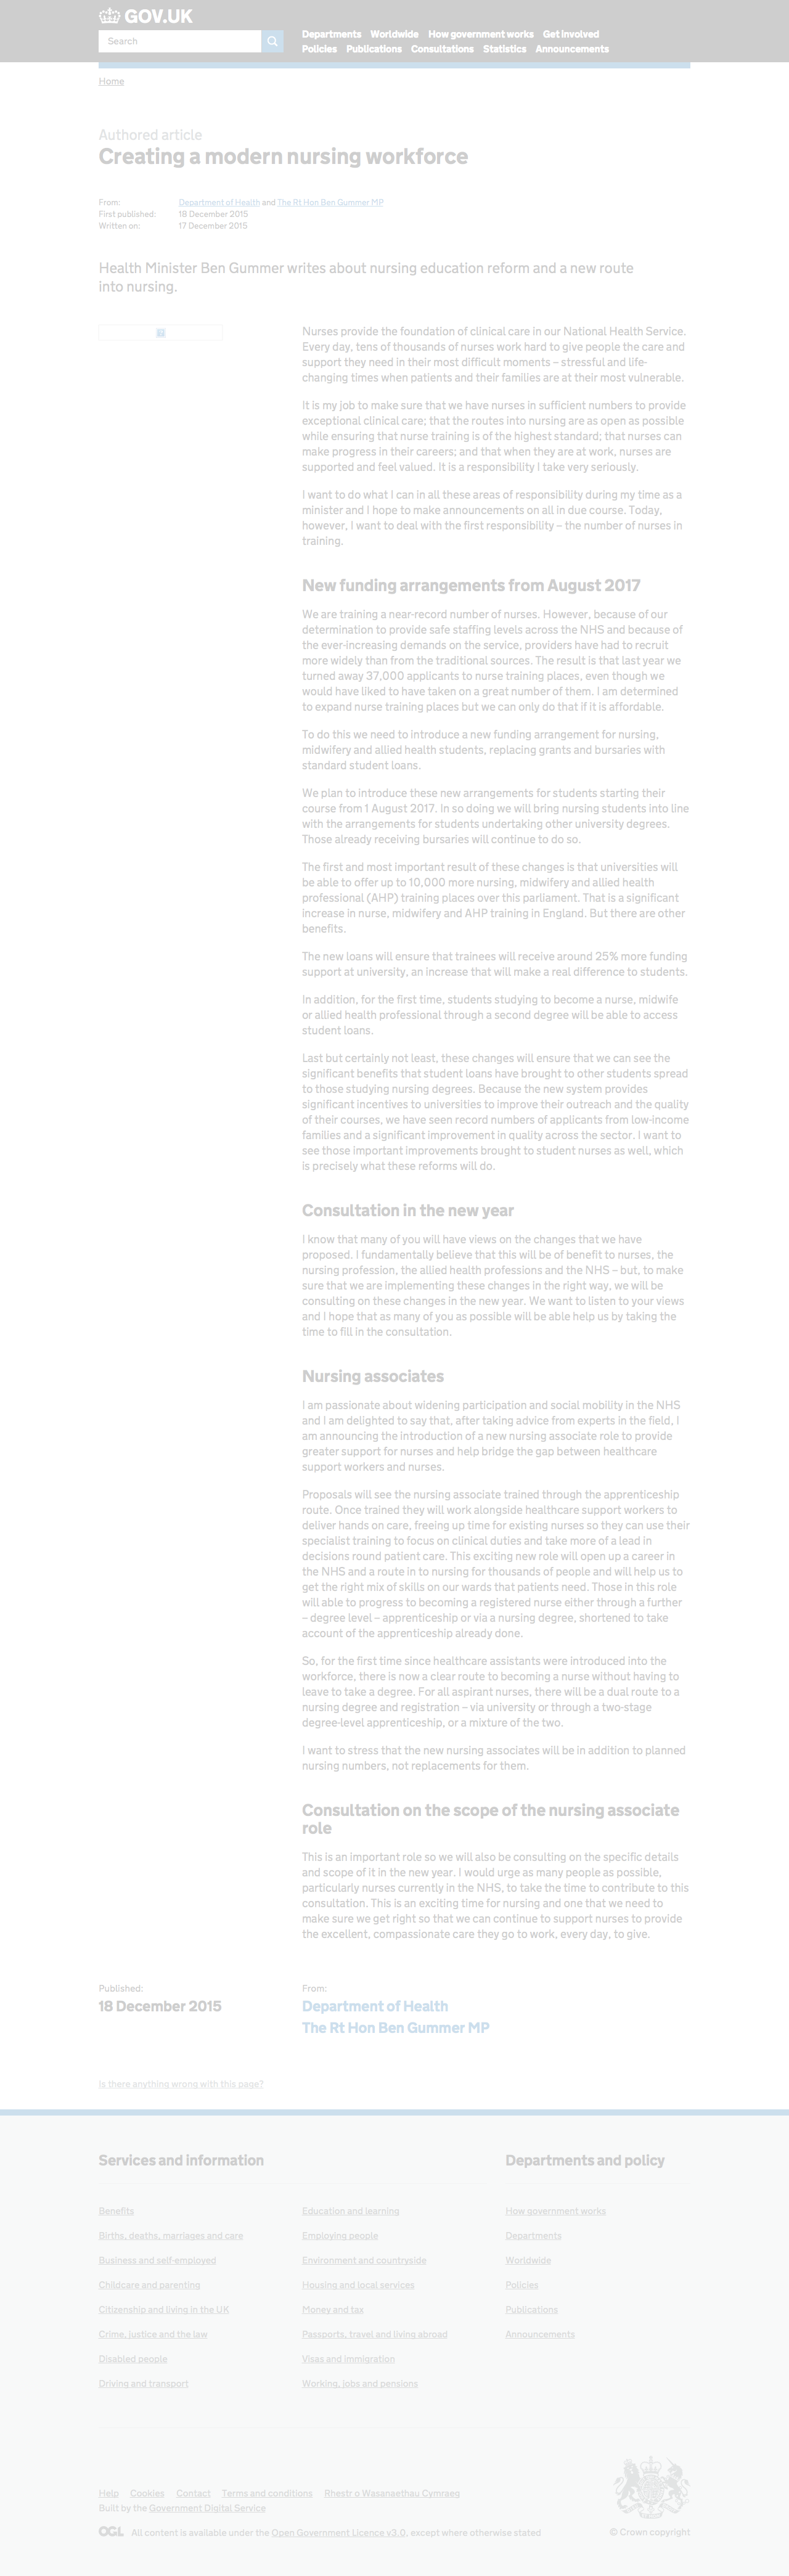 GOV.UK
Search
Departments Worldwide How government works Get involved
Policies Publications Consultations Statistics Announcements
Home
Authored article
Creating a modern nursing workforce
From: Department of Health and The Rt Hon Ben Gummer MP
First published: 18 December 2015
Written on: 17 December 2015
Health Minister Ben Gummer writes about nursing education reform and a new route
into nursing.
Nurses provide the foundation of clinical care in our National Health Service.
Every day, tens of thousands of nurses work hard to give people the care and
support they need in their most difficult moments – stressful and life-
changing times when patients and their families are at their most vulnerable.
It is my job to make sure that we have nurses in sufficient numbers to provide
exceptional clinical care; that the routes into nursing are as open as possible
while ensuring that nurse training is of the highest standard; that nurses can
make progress in their careers; and that when they are at work, nurses are
supported and feel valued. It is a responsibility I take very seriously.
I want to do what I can in all these areas of responsibility during my time as a
minister and I hope to make announcements on all in due course. Today,
however, I want to deal with the first responsibility – the number of nurses in
training.
New funding arrangements from August 2017
We are training a near-record number of nurses. However, because of our
determination to provide safe staffing levels across the NHS and because of
the ever-increasing demands on the service, providers have had to recruit
more widely than from the traditional sources. The result is that last year we
turned away 37,000 applicants to nurse training places, even though we
would have liked to have taken on a great number of them. I am determined
to expand nurse training places but we can only do that if it is affordable.
To do this we need to introduce a new funding arrangement for nursing,
midwifery and allied health students, replacing grants and bursaries with
standard student loans.
We plan to introduce these new arrangements for students starting their
course from 1 August 2017. In so doing we will bring nursing students into line
with the arrangements for students undertaking other university degrees.
Those already receiving bursaries will continue to do so.
The first and most important result of these changes is that universities will
be able to offer up to 10,000 more nursing, midwifery and allied health
professional (AHP) training places over this parliament. That is a significant
increase in nurse, midwifery and AHP training in England. But there are other
benefits.
The new loans will ensure that trainees will receive around 25% more funding
support at university, an increase that will make a real difference to students.
In addition, for the first time, students studying to become a nurse, midwife
or allied health professional through a second degree will be able to access
student loans.
Last but certainly not least, these changes will ensure that we can see the
significant benefits that student loans have brought to other students spread
to those studying nursing degrees. Because the new system provides
significant incentives to universities to improve their outreach and the quality
of their courses, we have seen record numbers of applicants from low-income
families and a significant improvement in quality across the sector. I want to
see those important improvements brought to student nurses as well, which
is precisely what these reforms will do.
Consultation in the new year
I know that many of you will have views on the changes that we have
proposed. I fundamentally believe that this will be of benefit to nurses, the
nursing profession, the allied health professions and the NHS – but, to make
sure that we are implementing these changes in the right way, we will be
consulting on these changes in the new year. We want to listen to your views
and I hope that as many of you as possible will be able help us by taking the
time to fill in the consultation.
Nursing associates
I am passionate about widening participation and social mobility in the NHS
and I am delighted to say that, after taking advice from experts in the field, I
am announcing the introduction of a new nursing associate role to provide
greater support for nurses and help bridge the gap between healthcare
support workers and nurses.
Proposals will see the nursing associate trained through the apprenticeship
route. Once trained they will work alongside healthcare support workers to
deliver hands on care, freeing up time for existing nurses so they can use their
specialist training to focus on clinical duties and take more of a lead in
decisions round patient care. This exciting new role will open up a career in
the NHS and a route in to nursing for thousands of people and will help us to
get the right mix of skills on our wards that patients need. Those in this role
will able to progress to becoming a registered nurse either through a further
– degree level – apprenticeship or via a nursing degree, shortened to take
account of the apprenticeship already done.
So, for the first time since healthcare assistants were introduced into the
workforce, there is now a clear route to becoming a nurse without having to
leave to take a degree. For all aspirant nurses, there will be a dual route to a
nursing degree and registration – via university or through a two-stage
degree-level apprenticeship, or a mixture of the two.
I want to stress that the new nursing associates will be in addition to planned
nursing numbers, not replacements for them.
Consultation on the scope of the nursing associate
role
This is an important role so we will also be consulting on the specific details
and scope of it in the new year. I would urge as many people as possible,
particularly nurses currently in the NHS, to take the time to contribute to this
consultation. This is an exciting time for nursing and one that we need to
make sure we get right so that we can continue to support nurses to provide
the excellent, compassionate care they go to work, every day, to give.
Published:
18 December 2015
From:
Department of Health
The Rt Hon Ben Gummer MP
Is there anything wrong with this page?
Services and information
Benefits
Births, deaths, marriages and care
Business and self-employed
Childcare and parenting
Citizenship and living in the UK
Crime, justice and the law
Disabled people
Driving and transport
Education and learning
Employing people
Environment and countryside
Housing and local services
Money and tax
Passports, travel and living abroad
Visas and immigration
Working, jobs and pensions
Departments and policy
How government works
Departments
Worldwide
Policies
Publications
Announcements
Help Cookies Contact Terms and conditions Rhestr o Wasanaethau Cymraeg
Built by the Government Digital Service
OGL All content is available under the Open Government Licence v3.0, except where otherwise stated
© Crown copyright